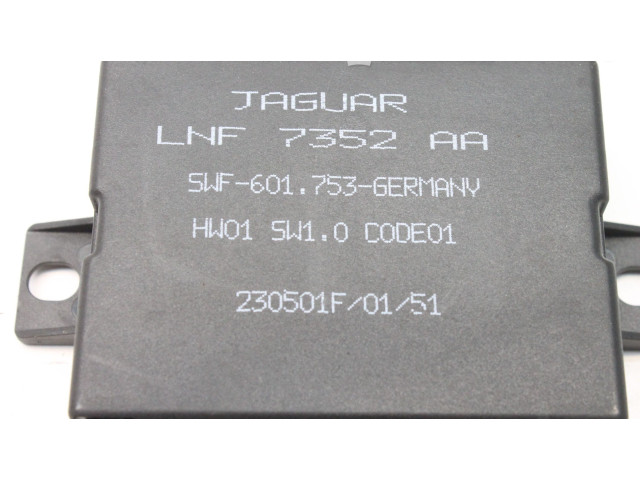 JAGUAR
LNF 7352 AA
SWF-601.753-GERMANY
HW01 SW1.0 CODE01
230501F/01/51